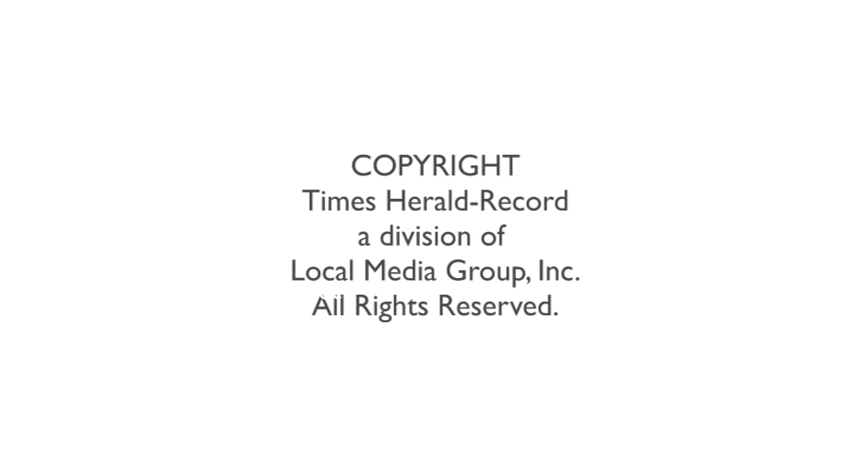 COPYRIGHT
Times Herald-Record
a division of
Local Media Group, Inc.
All Rights Reserved.